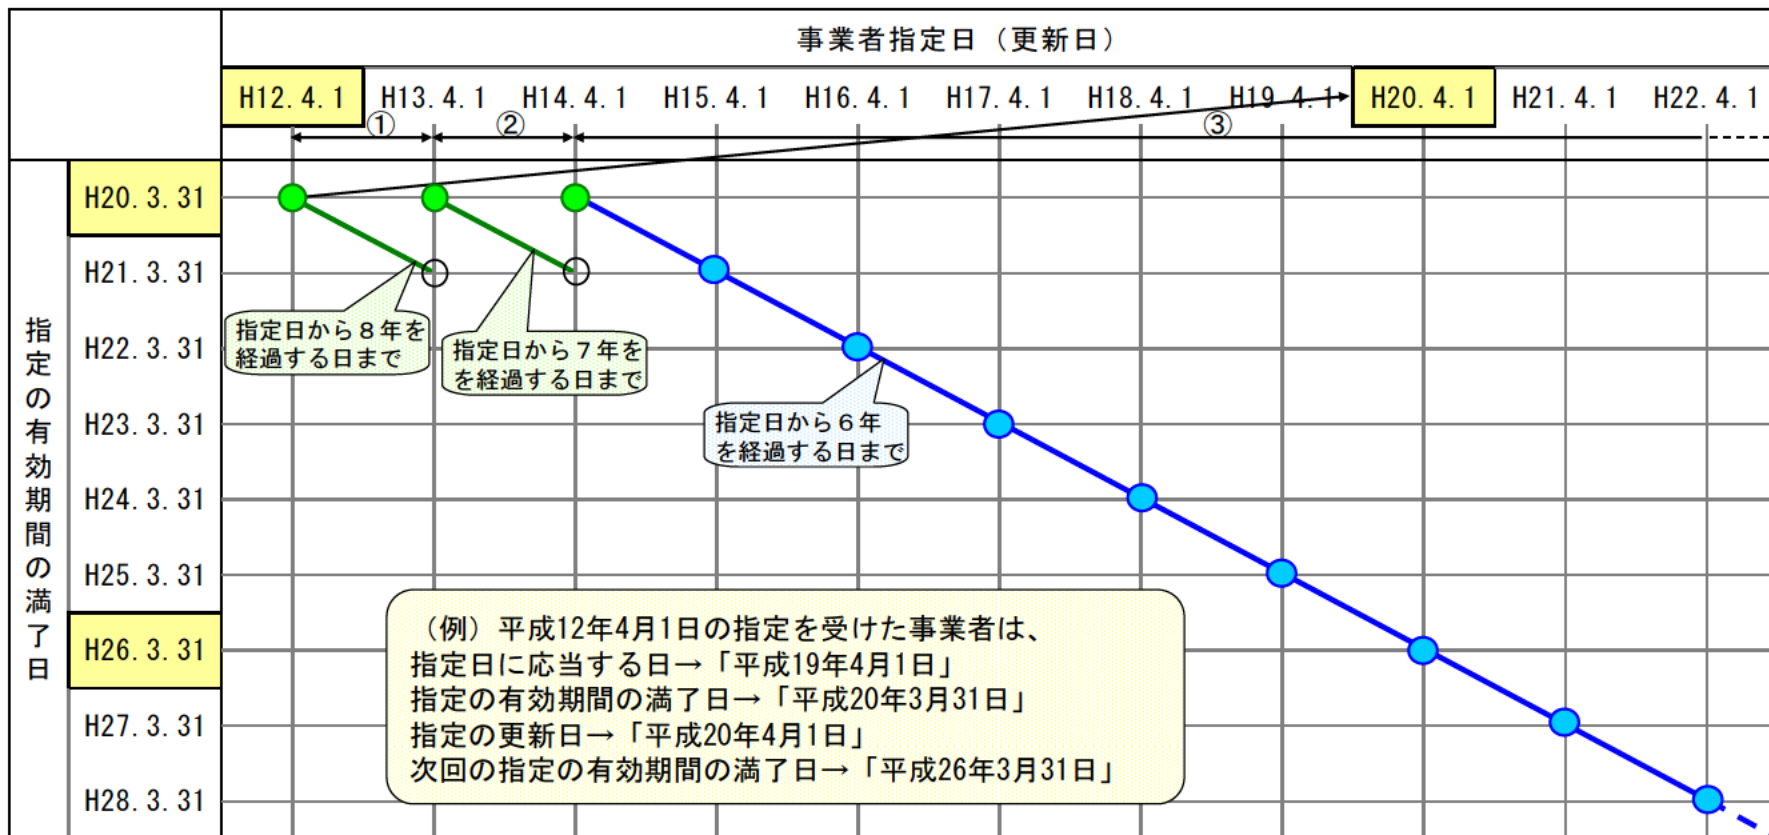 事業者指定日（更新日）
H12.4.1 H13.4.1 H14.4.1 H15.4.1 H16.4.1 H17.4.1 H18.4.1 H19.4.1 H20.4.1 H21.4.1 H22.4.1
① ② ③
指定の有効期間の満了日
H20.3.31
H21.3.31
H22.3.31
H23.3.31
H24.3.31
H25.3.31
H26.3.31
H27.3.31
H28.3.31
指定日から８年を
経過する日まで
指定日から７年を
を経過する日まで
指定日から６年
を経過する日まで
（例）平成12年4月1日の指定を受けた事業者は、
指定日に応当する日→「平成19年4月1日」
指定の有効期間の満了日→「平成20年3月31日」
指定の更新日→「平成20年4月1日」
次回の指定の有効期間の満了日→「平成26年3月31日」